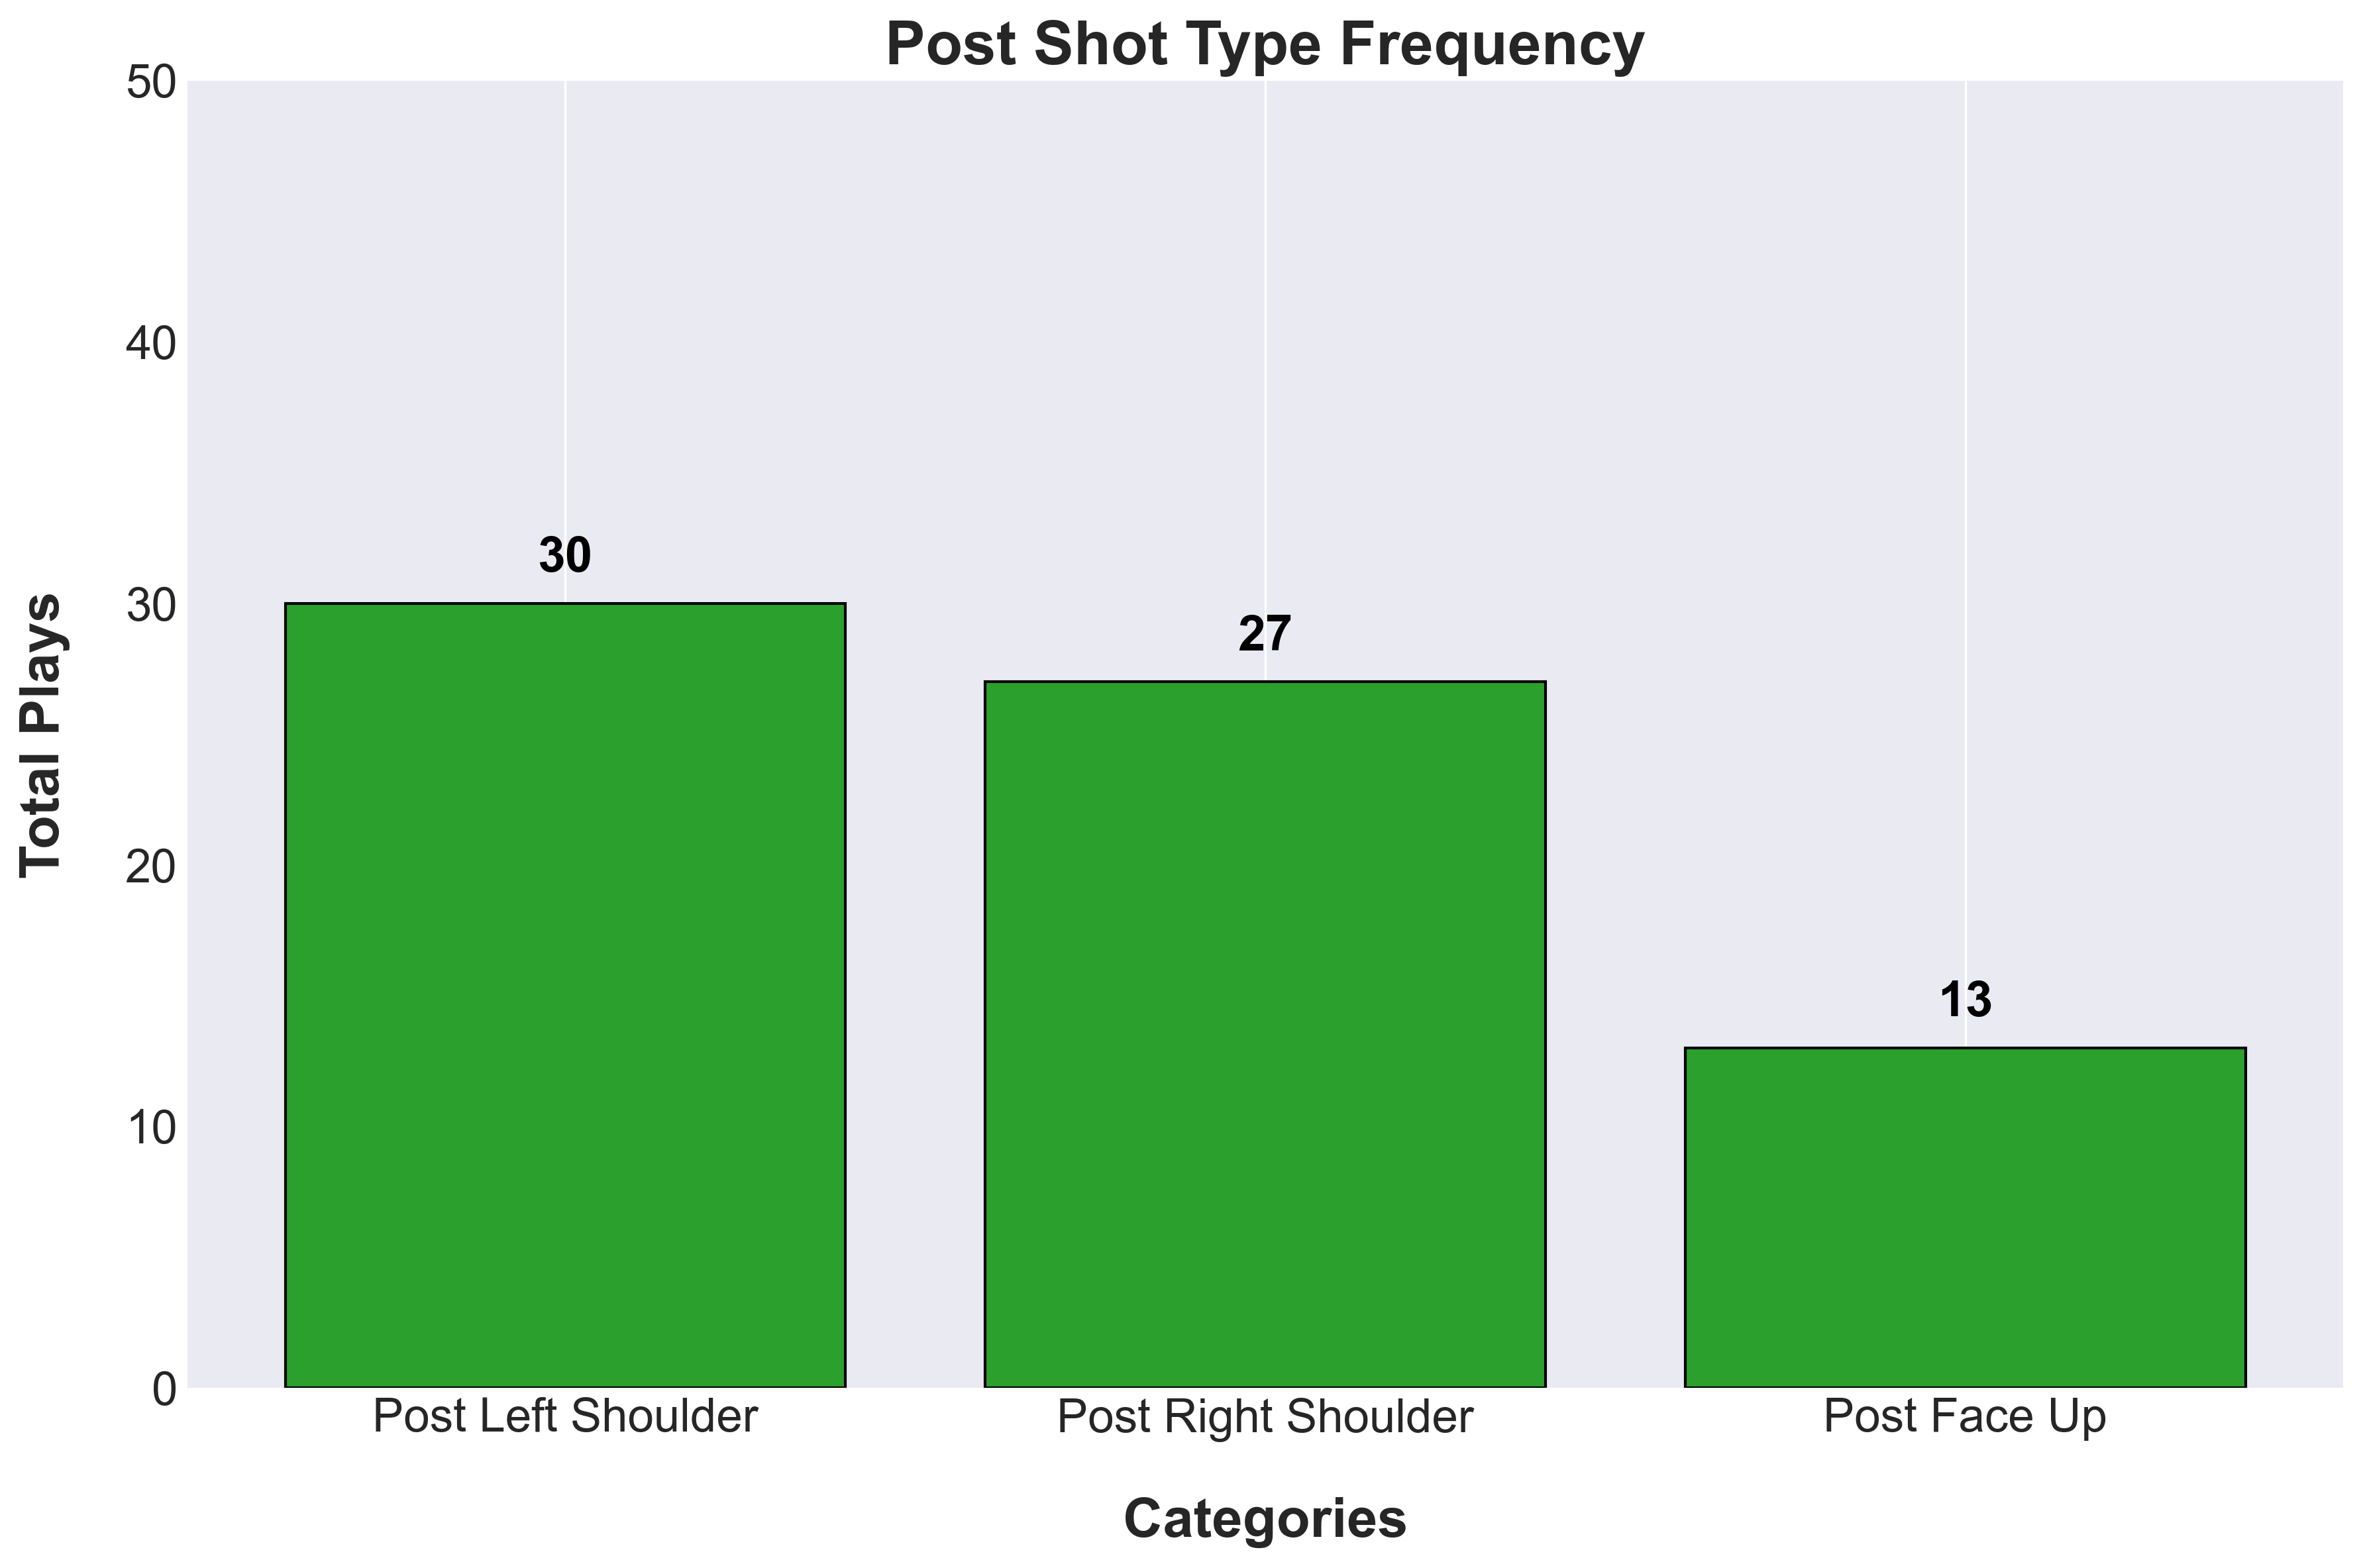 Post Shot Type Frequency
50
40
30
20
10
0
Total Plays
30
27
13
Post Left Shoulder
Post Right Shoulder
Post Face Up
Categories